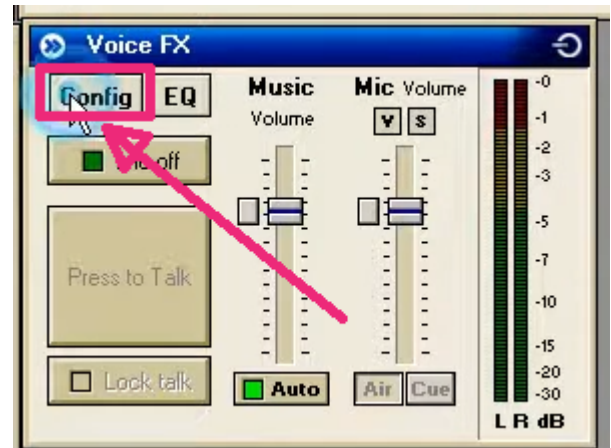 Voice FX
Config EQ
Music
Volume
Mic Volume
V S
off
Press to Talk
Lock talk
Auto
Air Cue
-0
-1
-2
-3
-5
-7
-10
-15
-20
-30
L R dB